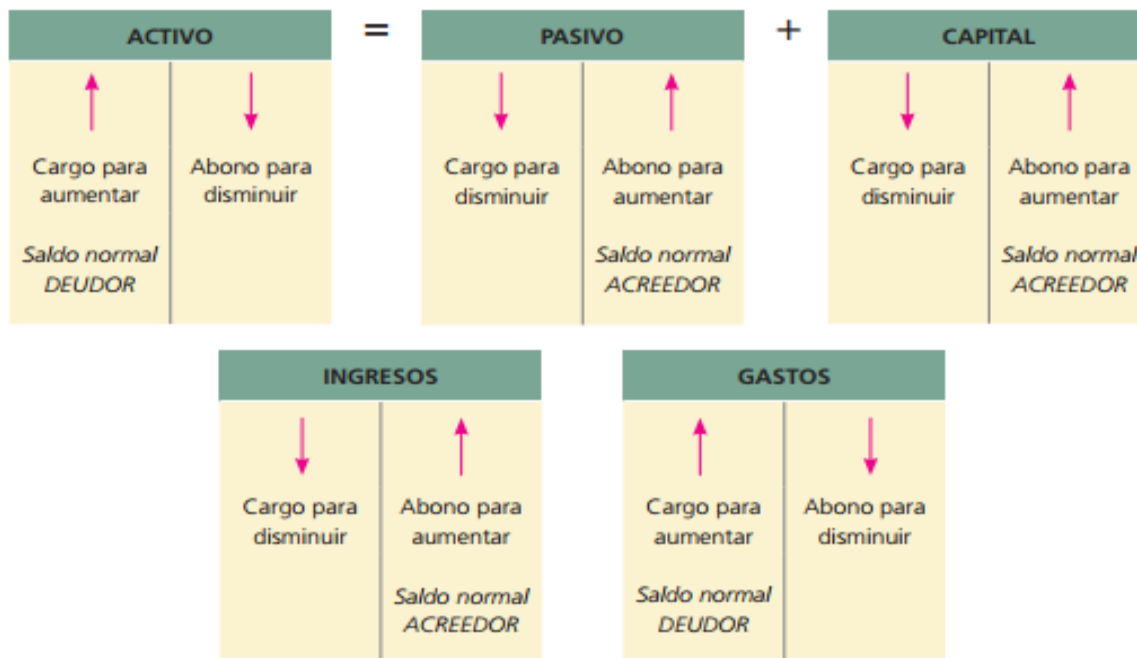 ACTIVO = PASIVO + CAPITAL
Cargo para aumentar
Abono para disminuir
Saldo normal DEUDOR
Cargo para disminuir
Abono para aumentar
Saldo normal ACREEDOR
Cargo para disminuir
Abono para aumentar
Saldo normal ACREEDOR
INGRESOS
Cargo para disminuir
Abono para aumentar
Saldo normal ACREEDOR
GASTOS
Cargo para aumentar
Abono para disminuir
Saldo normal DEUDOR